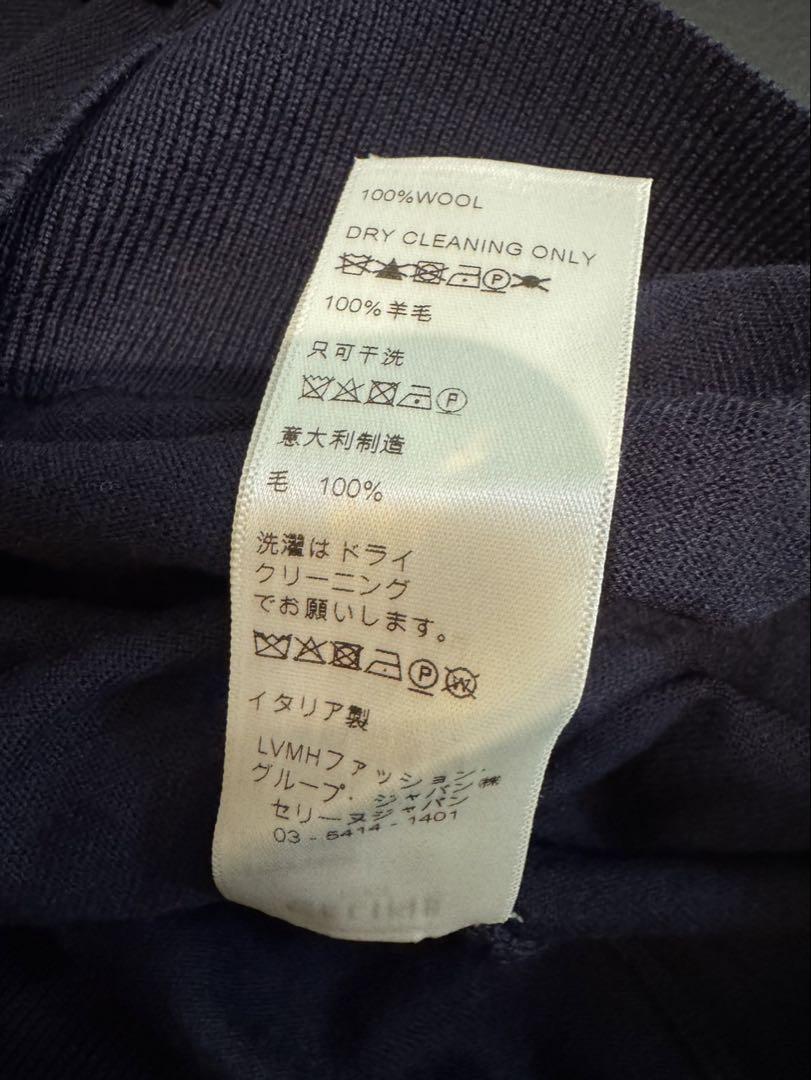 100%WOOL
DRY CLEANING ONLY
P
100%羊毛
只可干洗
P
意大利制造
毛 100%
洗濯はドライ
クリーニング
でお願いします。
P W
イタリア製
LVMHファッション・
グループ・ジャパン㈱
セリーヌジャパン
03-5414-1401